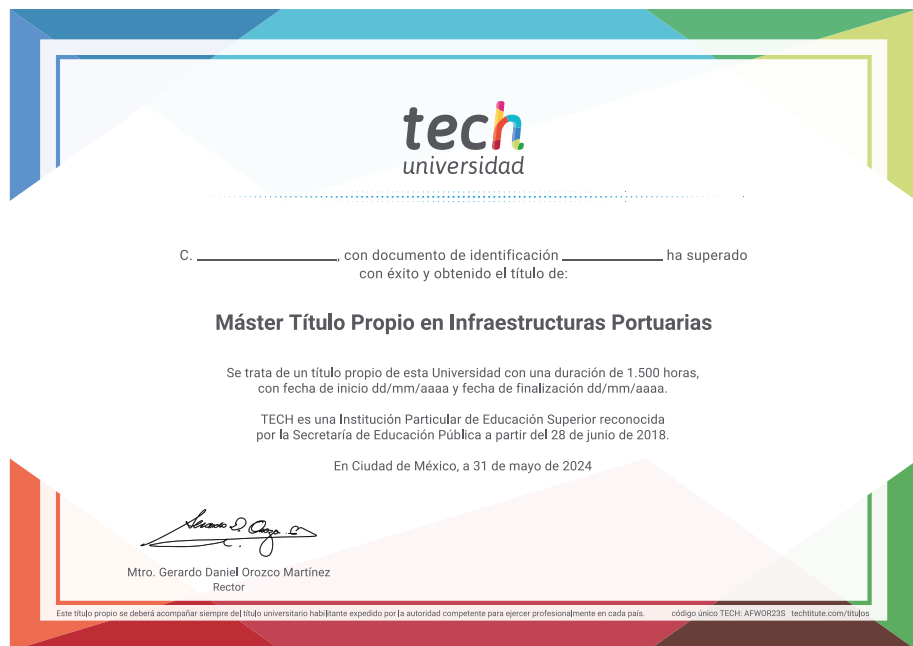 tech
universidad
C. ________________, con documento de identificación ____________ ha superado
con éxito y obtenido el título de:
Máster Título Propio en Infraestructuras Portuarias
Se trata de un título propio de esta Universidad con una duración de 1.500 horas,
con fecha de inicio dd/mm/aaaa y fecha de finalización dd/mm/aaaa.
TECH es una Institución Particular de Educación Superior reconocida
por la Secretaría de Educación Pública a partir del 28 de junio de 2018.
En Ciudad de México, a 31 de mayo de 2024
Mtro. Gerardo Daniel Orozco Martínez
Rector
Este título propio se deberá acompañar siempre del título universitario habilitante expedido por la autoridad competente para ejercer profesionalmente en cada país. código único TECH: AFWOR23S techtitute.com/titulos